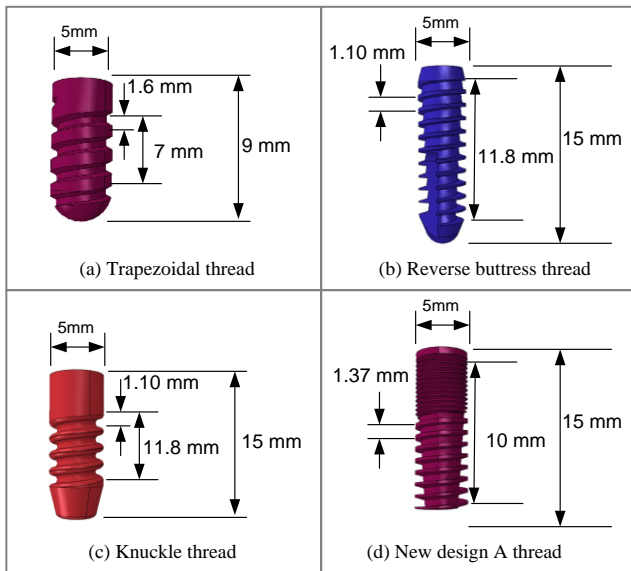 5mm
1.6 mm
7 mm
9 mm
(a) Trapezoidal thread
5mm
1.10 mm
11.8 mm
15 mm
(b) Reverse buttress thread
5mm
1.10 mm
11.8 mm
15 mm
(c) Knuckle thread
5mm
1.37 mm
10 mm
15 mm
(d) New design A thread